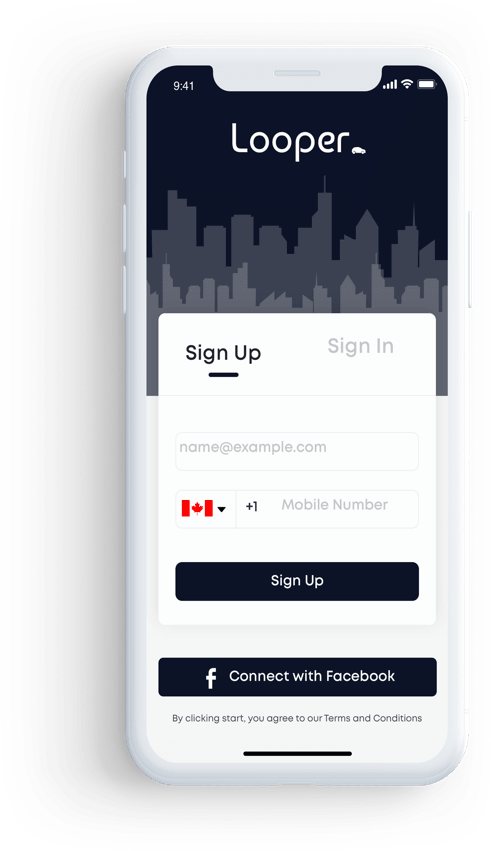 9:41
Looper
Sign Up
Sign In
name@example.com
+1 Mobile Number
Sign Up
Connect with Facebook
By clicking start, you agree to our Terms and Conditions